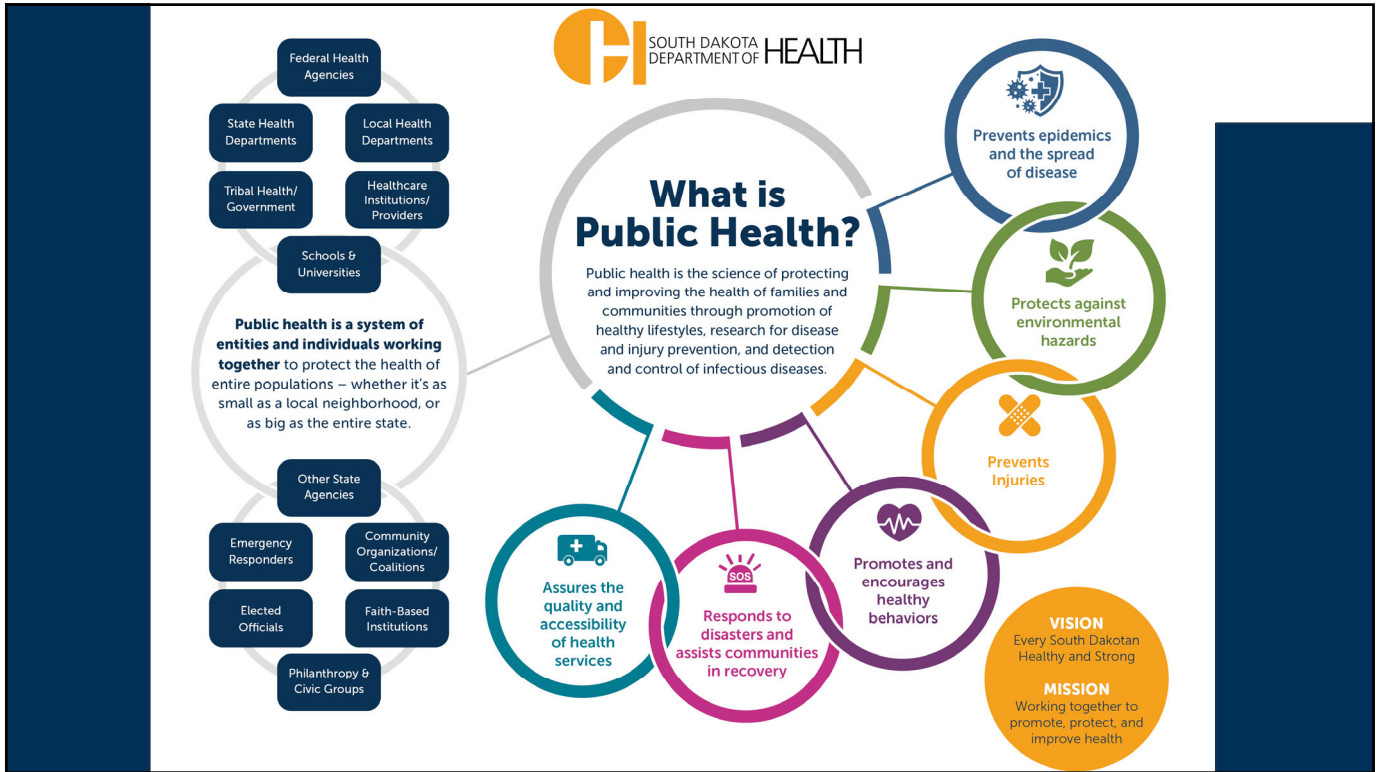 SOUTH DAKOTA
DEPARTMENT OF HEALTH
Federal Health
Agencies
State Health
Departments
Local Health
Departments
Tribal Health/
Government
Healthcare
Institutions/
Providers
Schools &
Universities
Public health is a system of
entities and individuals working
together to protect the health of
entire populations – whether it's as
small as a local neighborhood, or
as big as the entire state.
Other State
Agencies
Emergency
Responders
Community
Organizations/
Coalitions
Elected
Officials
Faith-Based
Institutions
Philanthropy &
Civic Groups
What is
Public Health?
Public health is the science of protecting
and improving the health of families and
communities through promotion of
healthy lifestyles, research for disease
and injury prevention, and detection
and control of infectious diseases.
Prevents epidemics
and the spread
of disease
Protects against
environmental
hazards
Prevents
Injuries
Promotes and
encourages
healthy
behaviors
SOS
Responds to
disasters and
assists communities
in recovery
Assures the
quality and
accessibility
of health
services
VISION
Every South Dakotan
Healthy and Strong
MISSION
Working together to
promote, protect, and
improve health